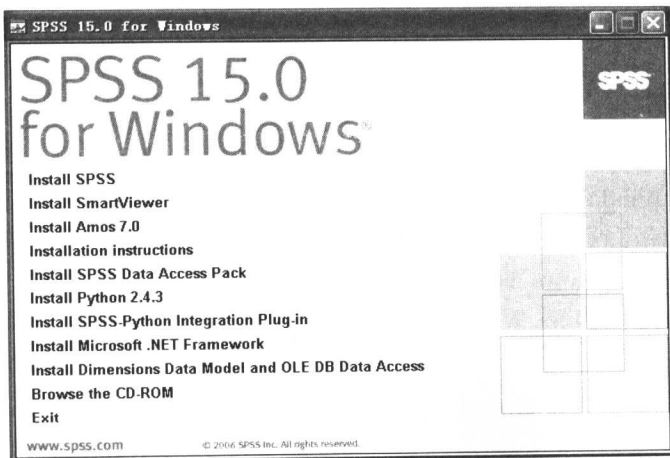 SPSS 15.0 for Windows
SPSS
SPSS 15.0
for Windows®
Install SPSS
Install SmartViewer
Install Amos 7.0
Installation instructions
Install SPSS Data Access Pack
Install Python 2.4.3
Install SPSS-Python Integration Plug-in
Install Microsoft .NET Framework
Install Dimensions Data Model and OLE DB Data Access
Browse the CD-ROM
Exit
www.spss.com © 2006 SPSS Inc. All rights reserved.